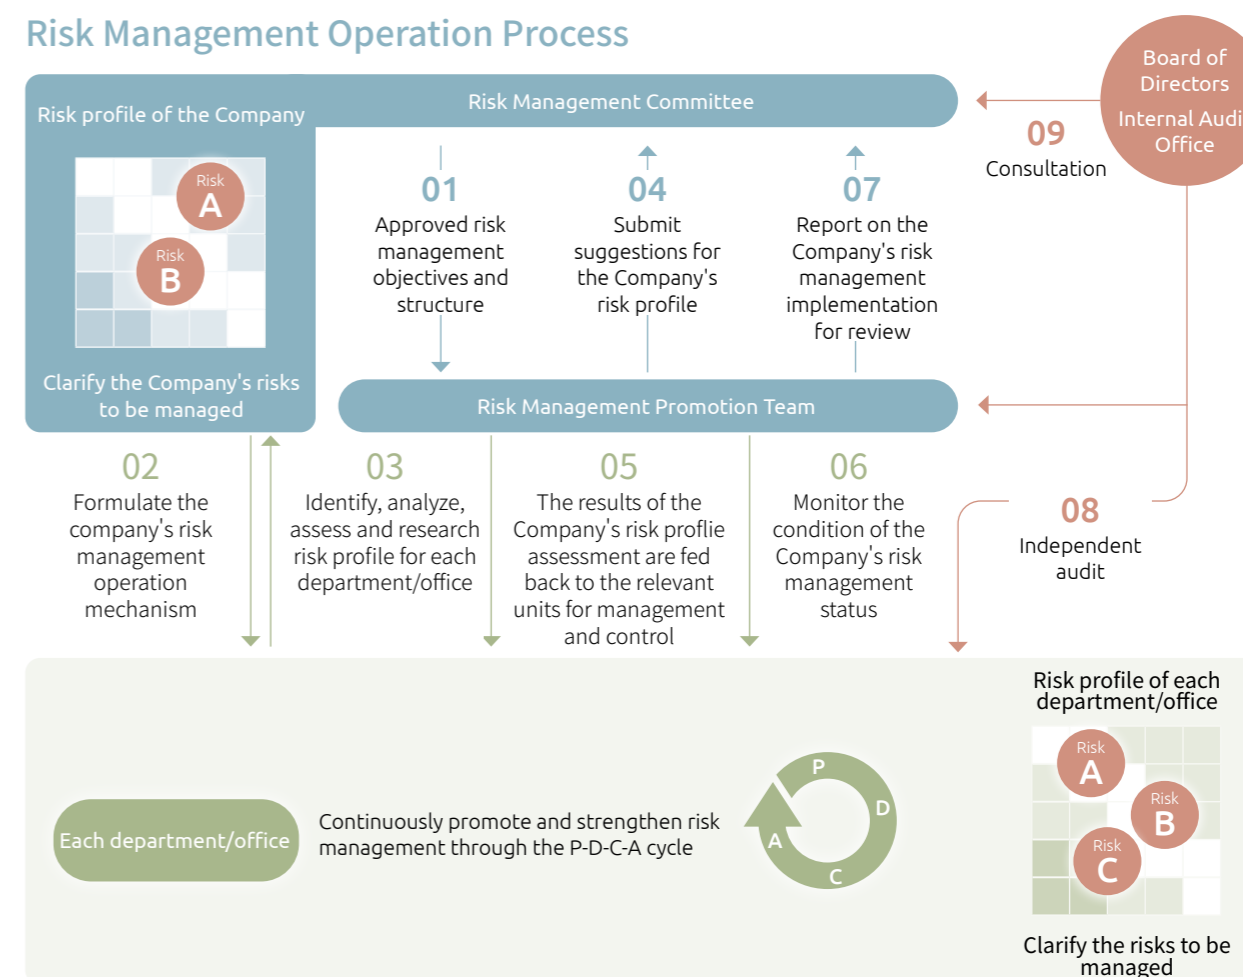 Risk Management Operation Process
Risk profile of the Company
Risk
A
Risk
B
Clarify the Company's risks
to be managed
Risk Management Committee
Board of
Directors
Internal Audi
Office
09
Consultation
01
Approved risk
management
objectives and
structure
04
Submit
suggestions for
the Company's
risk profile
07
Report on the
Company's risk
management
implementation
for review
Risk Management Promotion Team
02
Formulate the
company's risk
management
operation
mechanism
03
Identify, analyze,
assess and research
risk profile for each
department/office
05
The results of the
Company's risk proflie
assessment are fed
back to the relevant
units for management
and control
06
Monitor the
condition of the
Company's risk
management
status
08
Independent
audit
Each department/office
Continuously promote and strengthen risk
management through the P-D-C-A cycle
P
D
C
A
Risk profile of each
department/office
Risk
A
Risk
B
Risk
C
Clarify the risks to be
managed